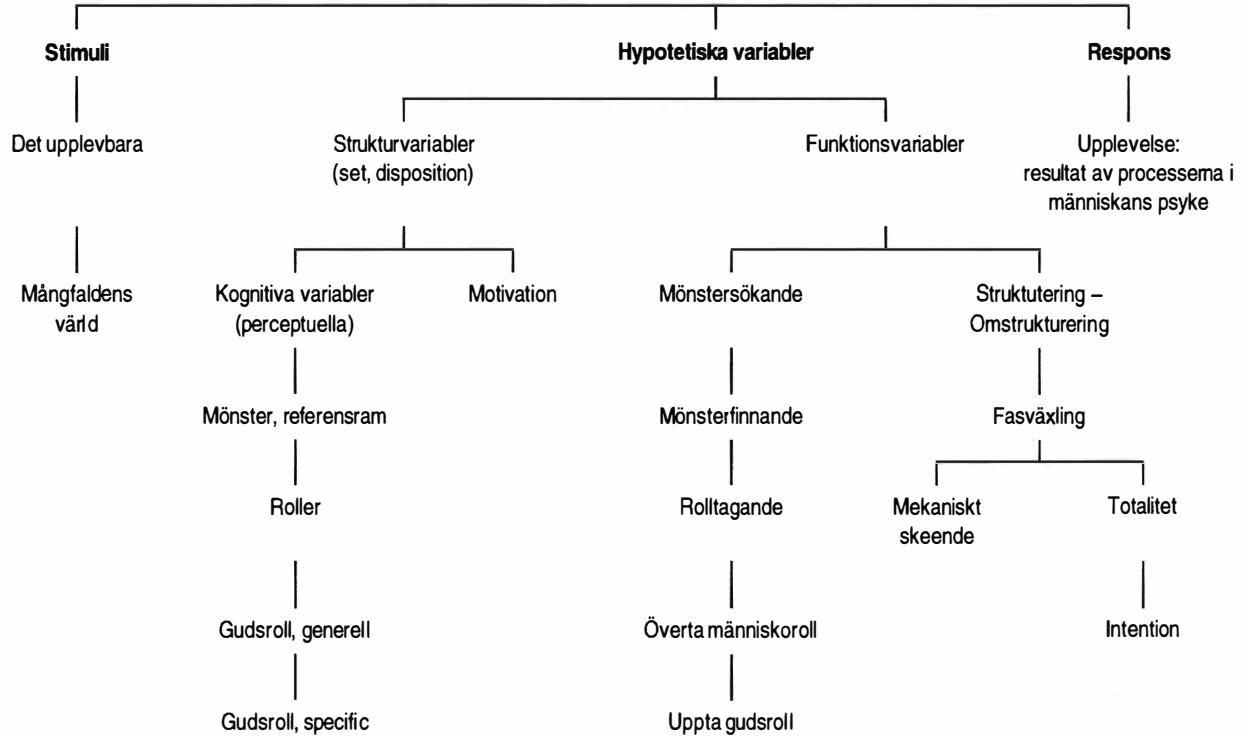 Stimuli
Hypotetiska variabler
Respons
Det upplevbara
Strukturvariabler
(set, disposition)
Funktionsvariabler
Upplevelse:
resultat av processerna i
människans psyke
Mångfaldens
värld
Kognitiva variabler
(perceptuella)
Motivation
Mönstersökande
Struktutering –
Omstrukturering
Mönster, referensram
Mönsterfinnande
Fasväxling
Roller
Rolltagande
Mekaniskt
skeende
Totalitet
Gudsroll, generell
Överta människoroll
Intention
Gudsroll, specific
Uppta gudsroll